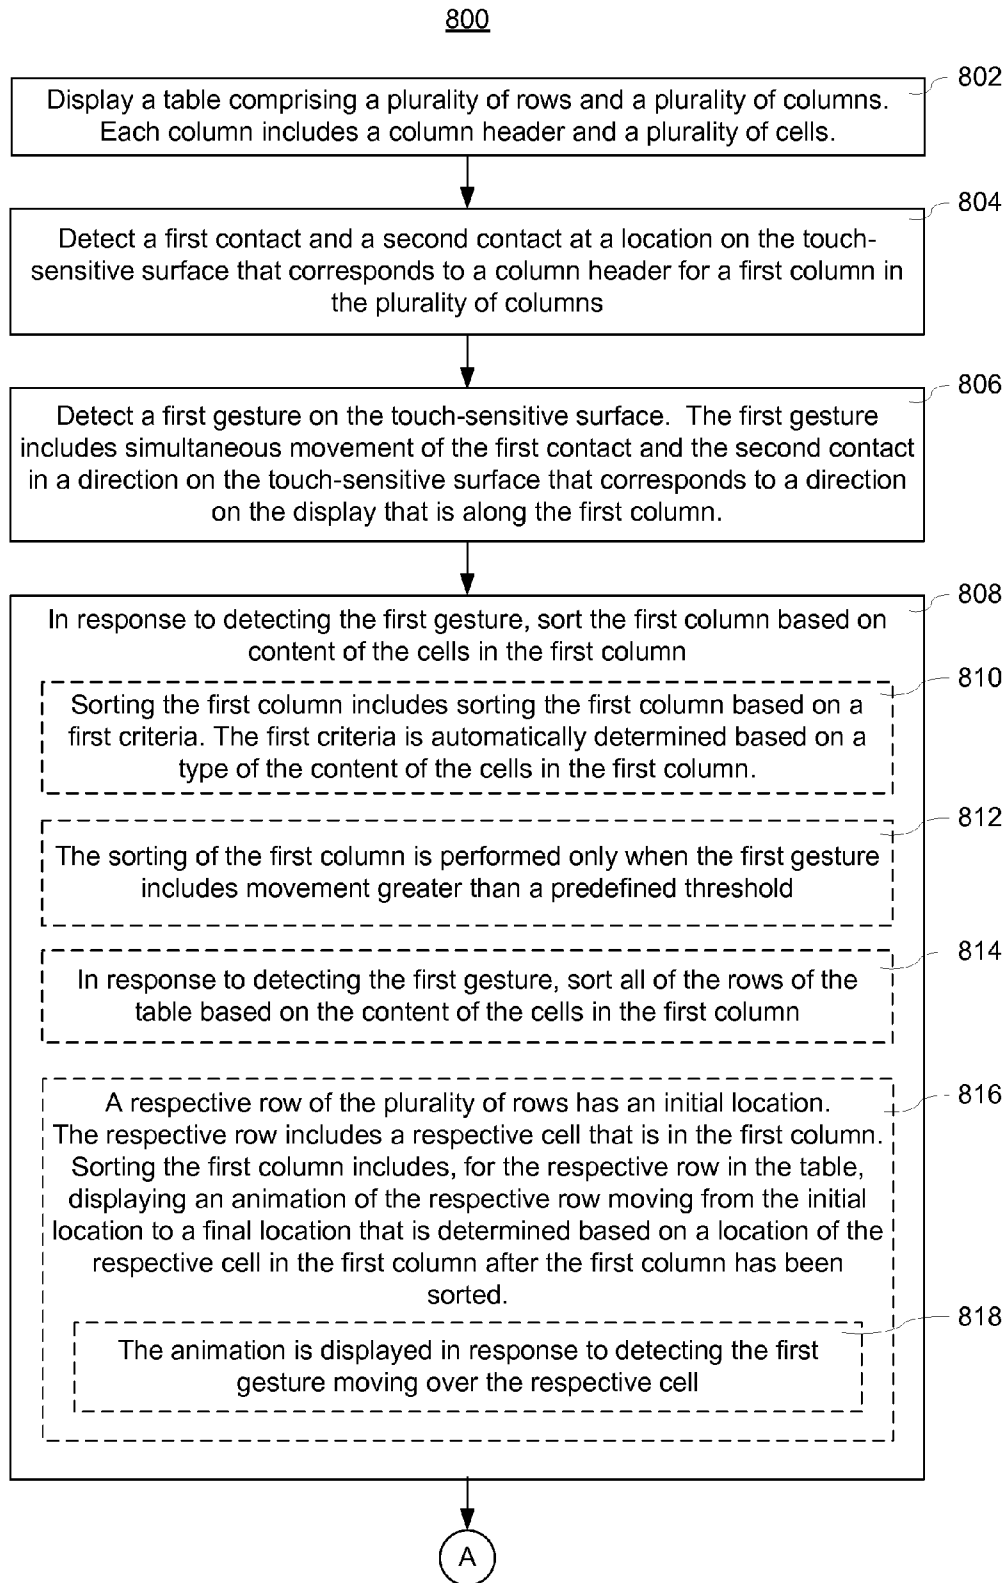 800
802
Display a table comprising a plurality of rows and a plurality of columns.
Each column includes a column header and a plurality of cells.
804
Detect a first contact and a second contact at a location on the touch-
sensitive surface that corresponds to a column header for a first column in
the plurality of columns
806
Detect a first gesture on the touch-sensitive surface.  The first gesture
includes simultaneous movement of the first contact and the second contact
in a direction on the touch-sensitive surface that corresponds to a direction
on the display that is along the first column.
808
In response to detecting the first gesture, sort the first column based on
content of the cells in the first column
810
Sorting the first column includes sorting the first column based on a
first criteria. The first criteria is automatically determined based on a
type of the content of the cells in the first column.
812
The sorting of the first column is performed only when the first gesture
includes movement greater than a predefined threshold
814
In response to detecting the first gesture, sort all of the rows of the
table based on the content of the cells in the first column
816
A respective row of the plurality of rows has an initial location.
The respective row includes a respective cell that is in the first column.
Sorting the first column includes, for the respective row in the table,
displaying an animation of the respective row moving from the initial
location to a final location that is determined based on a location of the
respective cell in the first column after the first column has been
sorted.
818
The animation is displayed in response to detecting the first
gesture moving over the respective cell
A